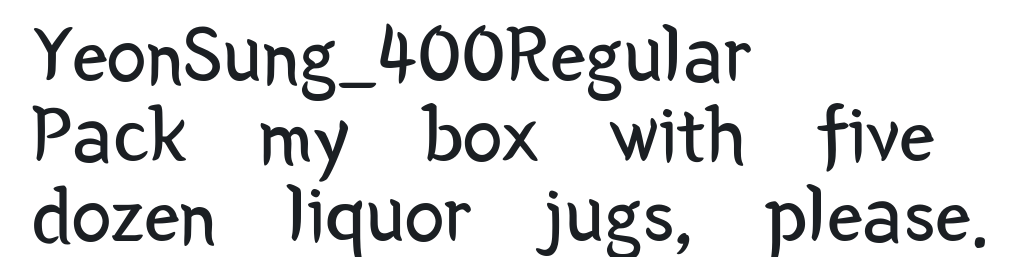 YeonSung_400Regular
Pack my box with five
dozen liquor jugs, please.